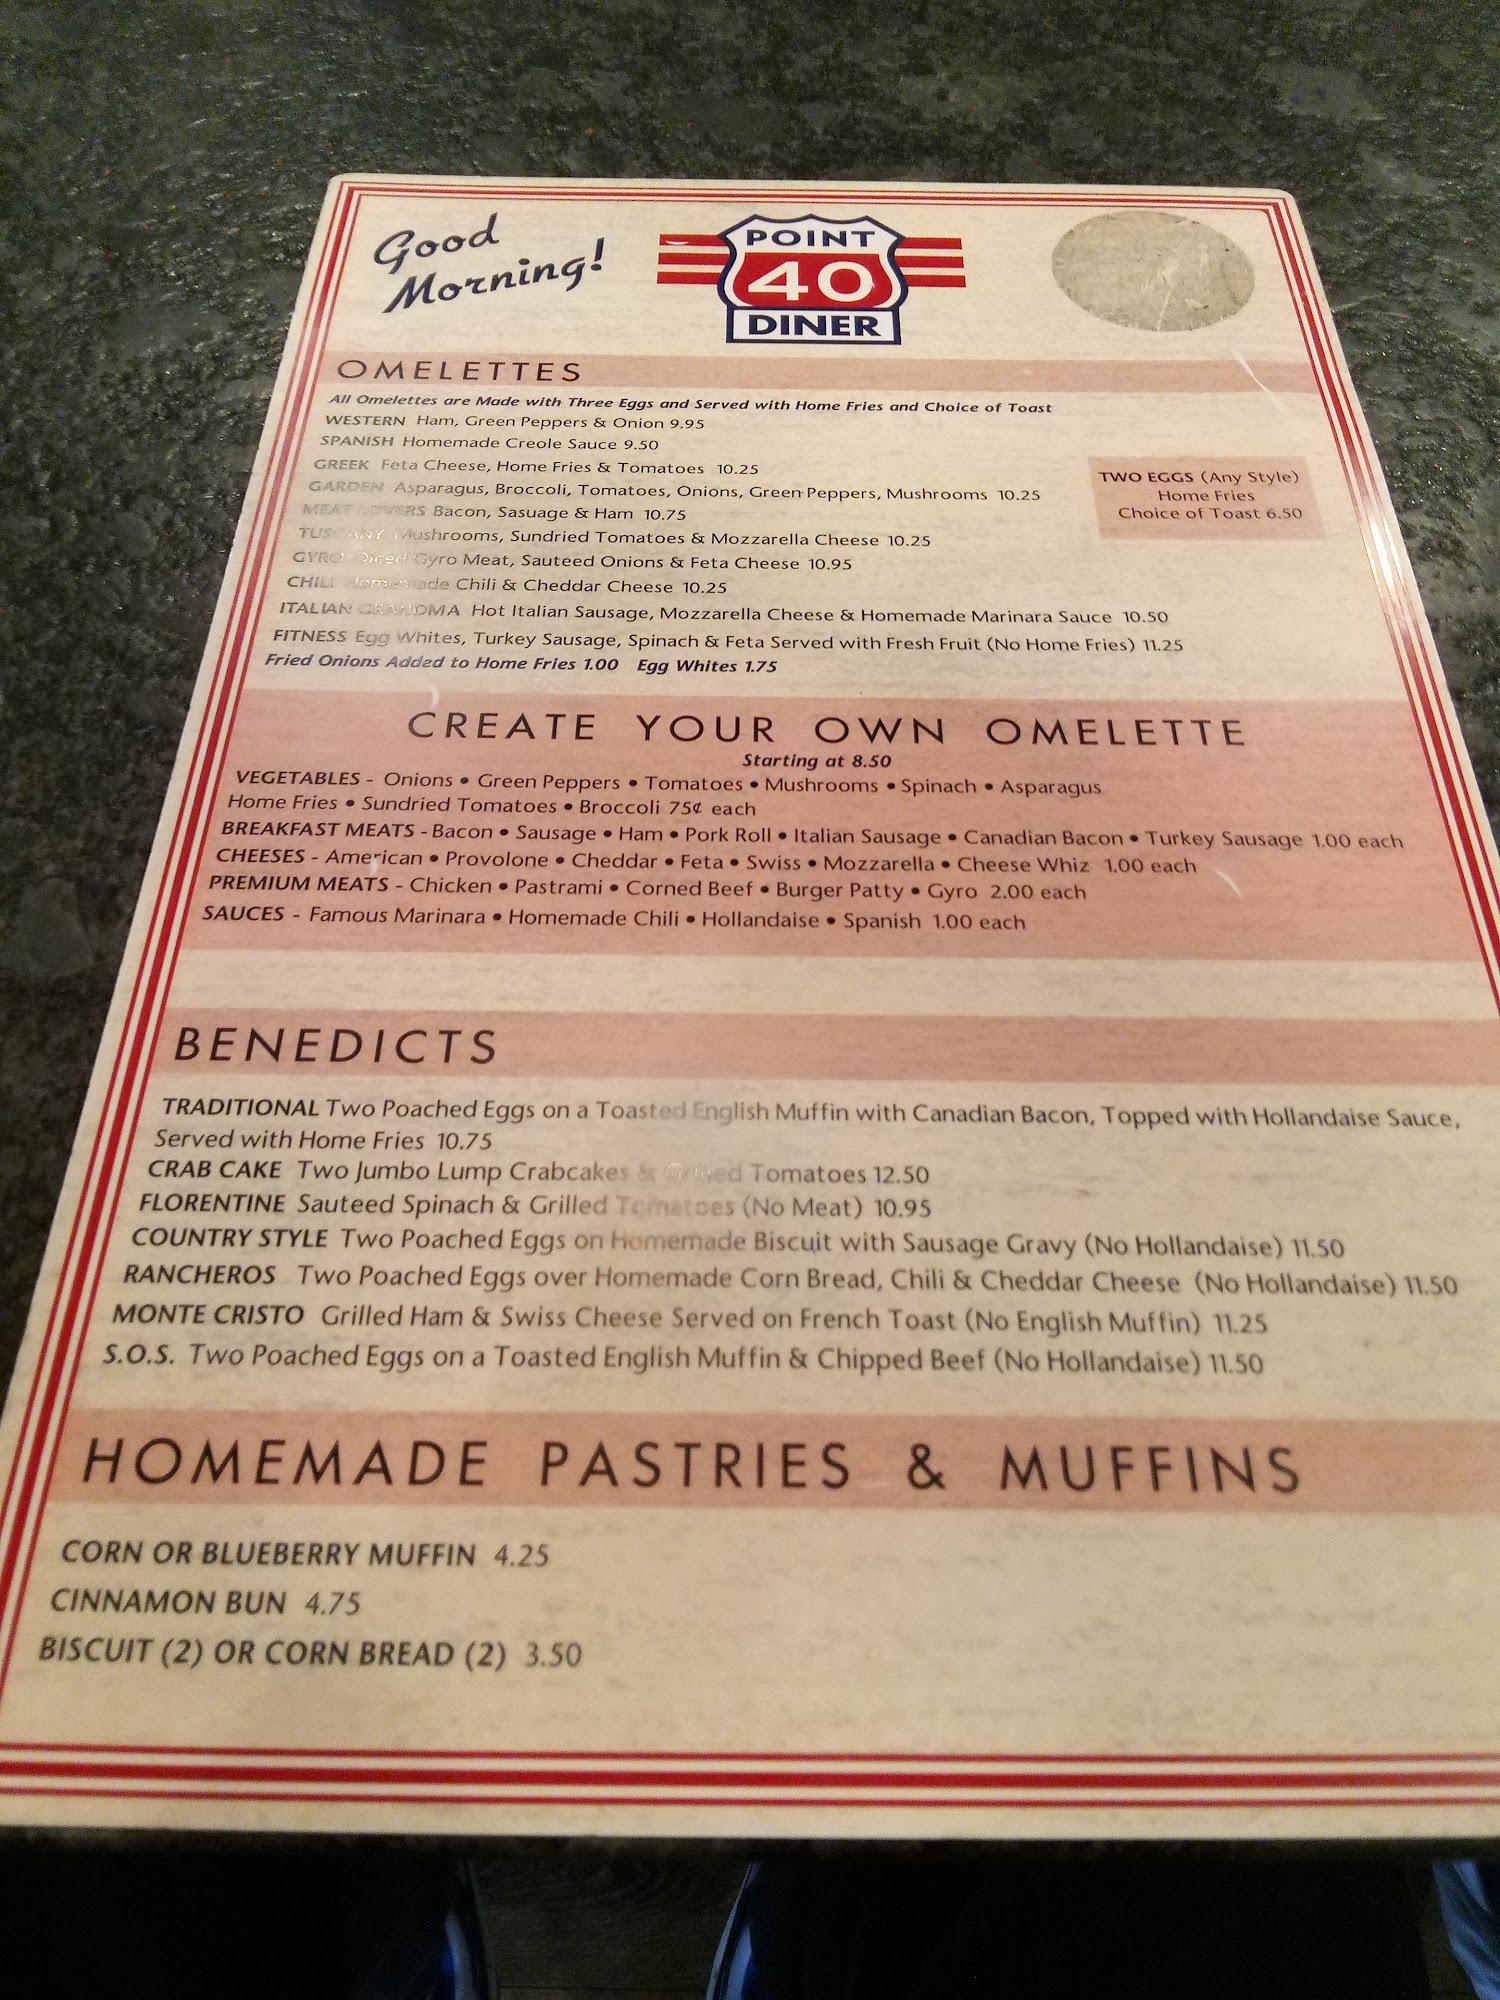 Good
Morning!
POINT
40
DINER
OMELETTES
All Omelettes are Made with Three Eggs and Served with Home Fries and Choice of Toast
WESTERN Ham, Green Peppers & Onion 9.95
SPANISH Homemade Creole Sauce 9.50
GREEK Feta Cheese, Home Fries & Tomatoes 10.25
GARDEN Asparagus, Broccoli, Tomatoes, Onions, Green Peppers, Mushrooms 10.25
MEAT LOVERS Bacon, Sasuage & Ham 10.75
TUSCANY Mushrooms, Sundried Tomatoes & Mozzarella Cheese 10.25
GYRO Diced Gyro Meat, Sauteed Onions & Feta Cheese 10.95
CHILI Homemade Chili & Cheddar Cheese 10.25
ITALIAN GRANDMA Hot Italian Sausage, Mozzarella Cheese & Homemade Marinara Sauce 10.50
FITNESS Egg Whites, Turkey Sausage, Spinach & Feta Served with Fresh Fruit (No Home Fries) 11.25
Fried Onions Added to Home Fries 1.00 Egg Whites 1.75
TWO EGGS (Any Style)
Home Fries
Choice of Toast 6.50
CREATE YOUR OWN OMELETTE
Starting at 8.50
VEGETABLES - Onions • Green Peppers • Tomatoes • Mushrooms • Spinach • Asparagus
Home Fries • Sundried Tomatoes • Broccoli 75¢ each
BREAKFAST MEATS - Bacon • Sausage • Ham • Pork Roll • Italian Sausage • Canadian Bacon • Turkey Sausage 1.00 each
CHEESES - American • Provolone • Cheddar • Feta • Swiss • Mozzarella • Cheese Whiz 1.00 each
PREMIUM MEATS - Chicken • Pastrami • Corned Beef • Burger Patty • Gyro 2.00 each
SAUCES - Famous Marinara • Homemade Chili • Hollandaise • Spanish 1.00 each
BENEDICTS
TRADITIONAL Two Poached Eggs on a Toasted English Muffin with Canadian Bacon, Topped with Hollandaise Sauce,
Served with Home Fries 10.75
CRAB CAKE Two Jumbo Lump Crabcakes & Grilled Tomatoes 12.50
FLORENTINE Sauteed Spinach & Grilled Tomatoes (No Meat) 10.95
COUNTRY STYLE Two Poached Eggs on Homemade Biscuit with Sausage Gravy (No Hollandaise) 11.50
RANCHEROS Two Poached Eggs over Homemade Corn Bread, Chili & Cheddar Cheese (No Hollandaise) 11.50
MONTE CRISTO Grilled Ham & Swiss Cheese Served on French Toast (No English Muffin) 11.25
S.O.S. Two Poached Eggs on a Toasted English Muffin & Chipped Beef (No Hollandaise) 11.50
HOMEMADE PASTRIES & MUFFINS
CORN OR BLUEBERRY MUFFIN 4.25
CINNAMON BUN 4.75
BISCUIT (2) OR CORN BREAD (2) 3.50